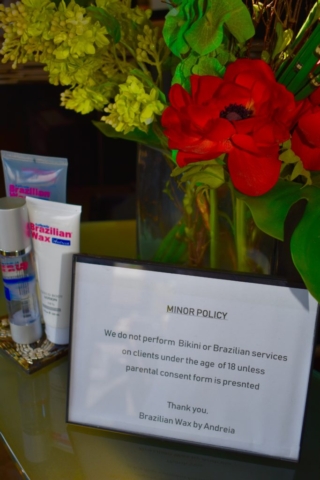 Brazilian
Brazilian
Wax
MINOR POLICY
We do not perform Bikini or Brazilian services
on clients under the age of 18 unless
parental consent form is presnted
Thank you.
Brazilian Wax by Andreia